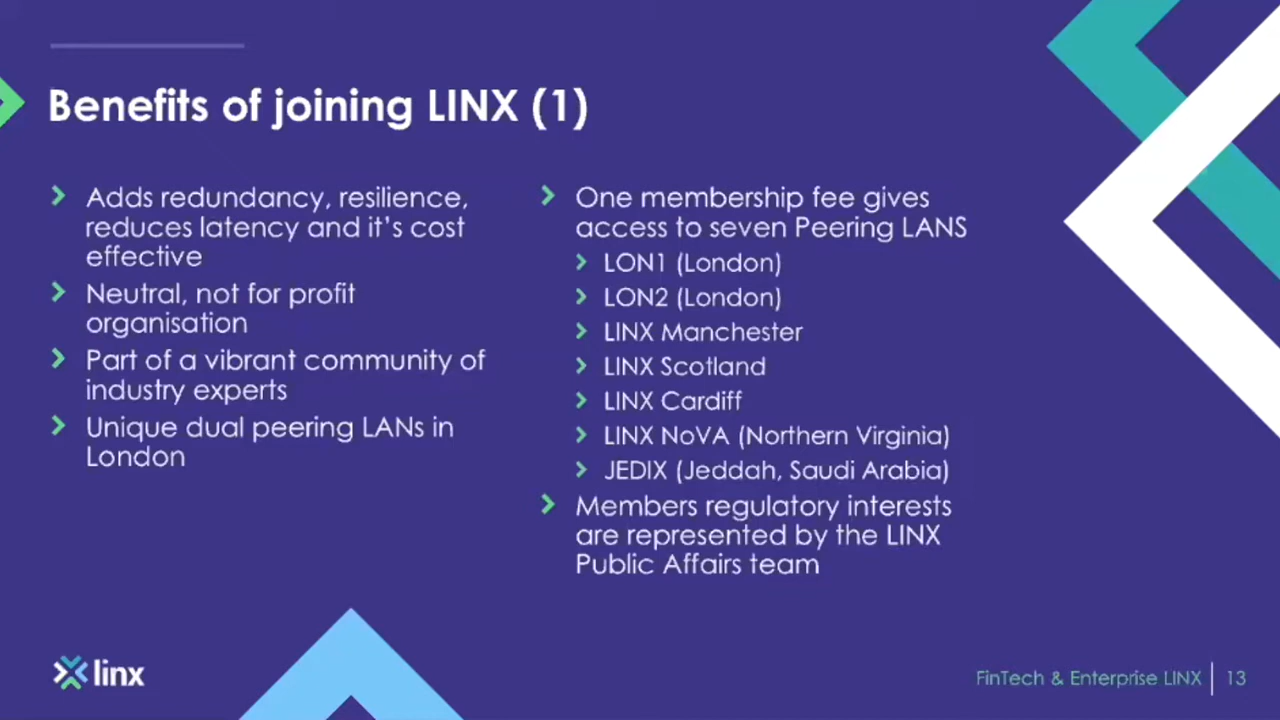 Benefits of joining LINX (1)
Adds redundancy, resilience,
reduces latency and it's cost
effective
Neutral, not for profit
organisation
Part of a vibrant community of
industry experts
Unique dual peering LANs in
London
One membership fee gives
access to seven Peering LANS
LON1 (London)
LON2 (London)
LINX Manchester
LINX Scotland
LINX Cardiff
LINX NoVA (Northern Virginia)
JEDIX (Jeddah, Saudi Arabia)
Members regulatory interests
are represented by the LINX
Public Affairs team
linx
FinTech & Enterprise LINX | 13